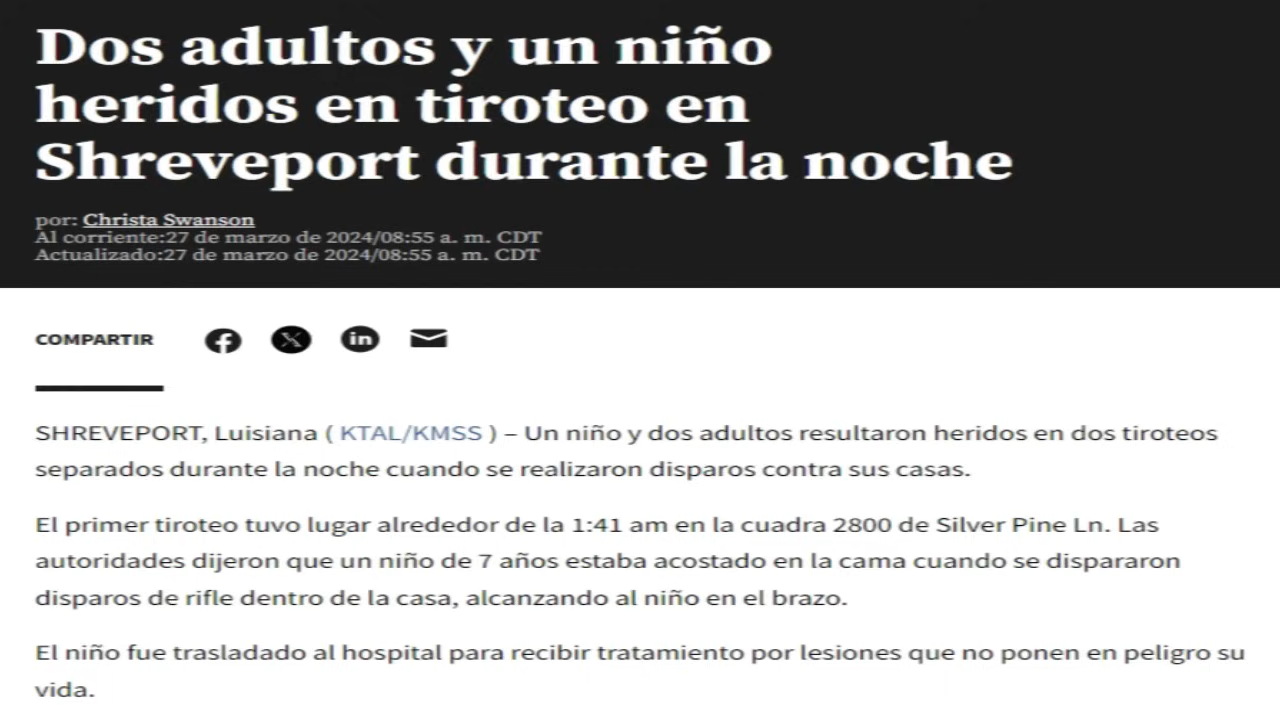 Dos adultos y un niño
heridos en tiroteo en
Shreveport durante la noche
por: Christa Swanson
Al corriente:27 de marzo de 2024/08:55 a. m. CDT
Actualizado:27 de marzo de 2024/08:55 a. m. CDT
COMPARTIR
SHREVEPORT, Luisiana ( KTAL/KMSS ) – Un niño y dos adultos resultaron heridos en dos tiroteos
separados durante la noche cuando se realizaron disparos contra sus casas.
El primer tiroteo tuvo lugar alrededor de la 1:41 am en la cuadra 2800 de Silver Pine Ln. Las
autoridades dijeron que un niño de 7 años estaba acostado en la cama cuando se dispararon
disparos de rifle dentro de la casa, alcanzando al niño en el brazo.
El niño fue trasladado al hospital para recibir tratamiento por lesiones que no ponen en peligro su
vida.